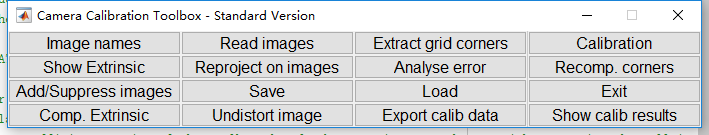 Camera Calibration Toolbox - Standard Version
Image names Read images Extract grid corners Calibration
Show Extrinsic Reproject on images Analyse error Recomp. corners
Add/Suppress images Save Load Exit
Comp. Extrinsic Undistort image Export calib data Show calib results